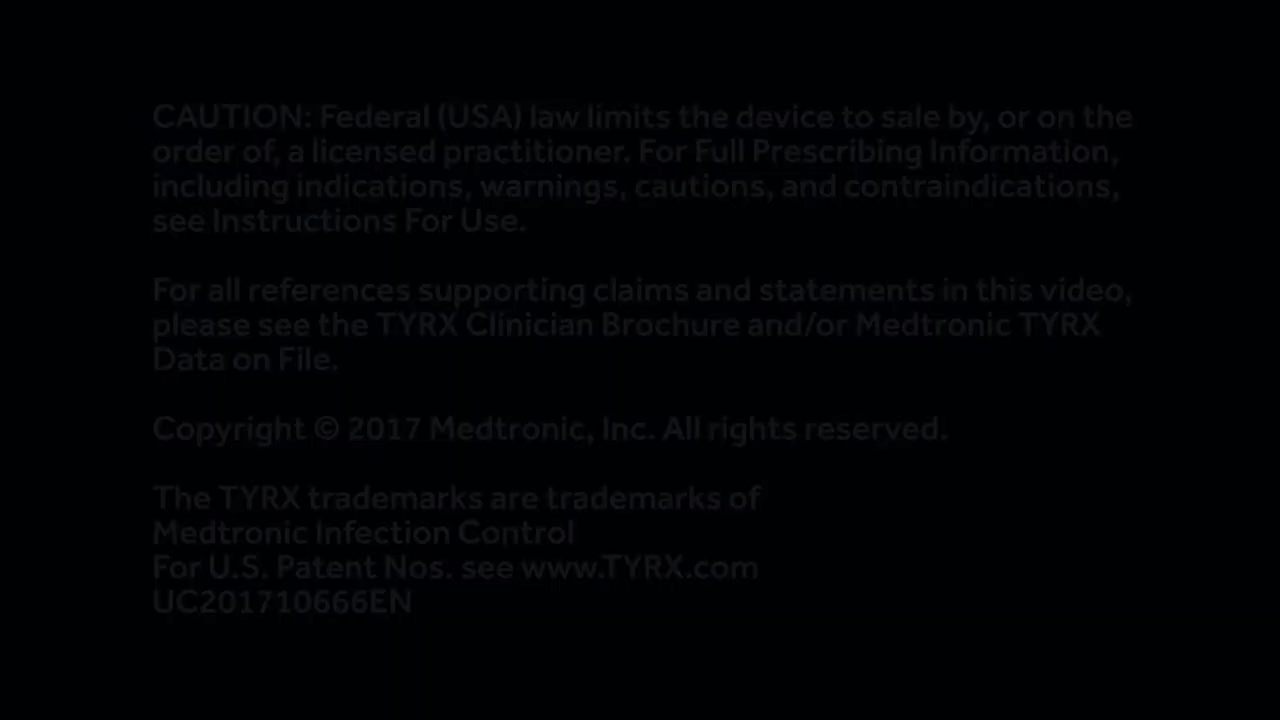 CAUTION: Federal (USA) law limits the device to sale by, or on the
order of, a licensed practitioner. For Full Prescribing Information,
including indications, warnings, cautions, and contraindications,
see Instructions For Use.
For all references supporting claims and statements in this video,
please see the TYRX Clinician Brochure and/or Medtronic TYRX
Data on File.
Copyright © 2017 Medtronic, Inc. All rights reserved.
The TYRX trademarks are trademarks of
Medtronic Infection Control
For U.S. Patent Nos. see www.TYRX.com
UC201710666EN